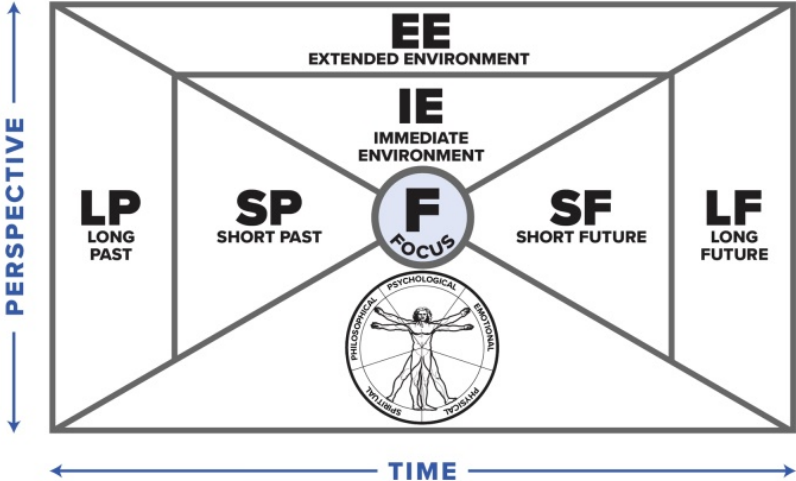 EE
EXTENDED ENVIRONMENT
IE
IMMEDIATE
ENVIRONMENT
LP
LONG
PAST
SP
SHORT PAST
F
FOCUS
SF
SHORT FUTURE
LF
LONG
FUTURE
PSYCHOLOGICAL
PHILOSOPHICAL
EMOTIONAL
SPIRITUAL
PHYSICAL
PERSPECTIVE
TIME